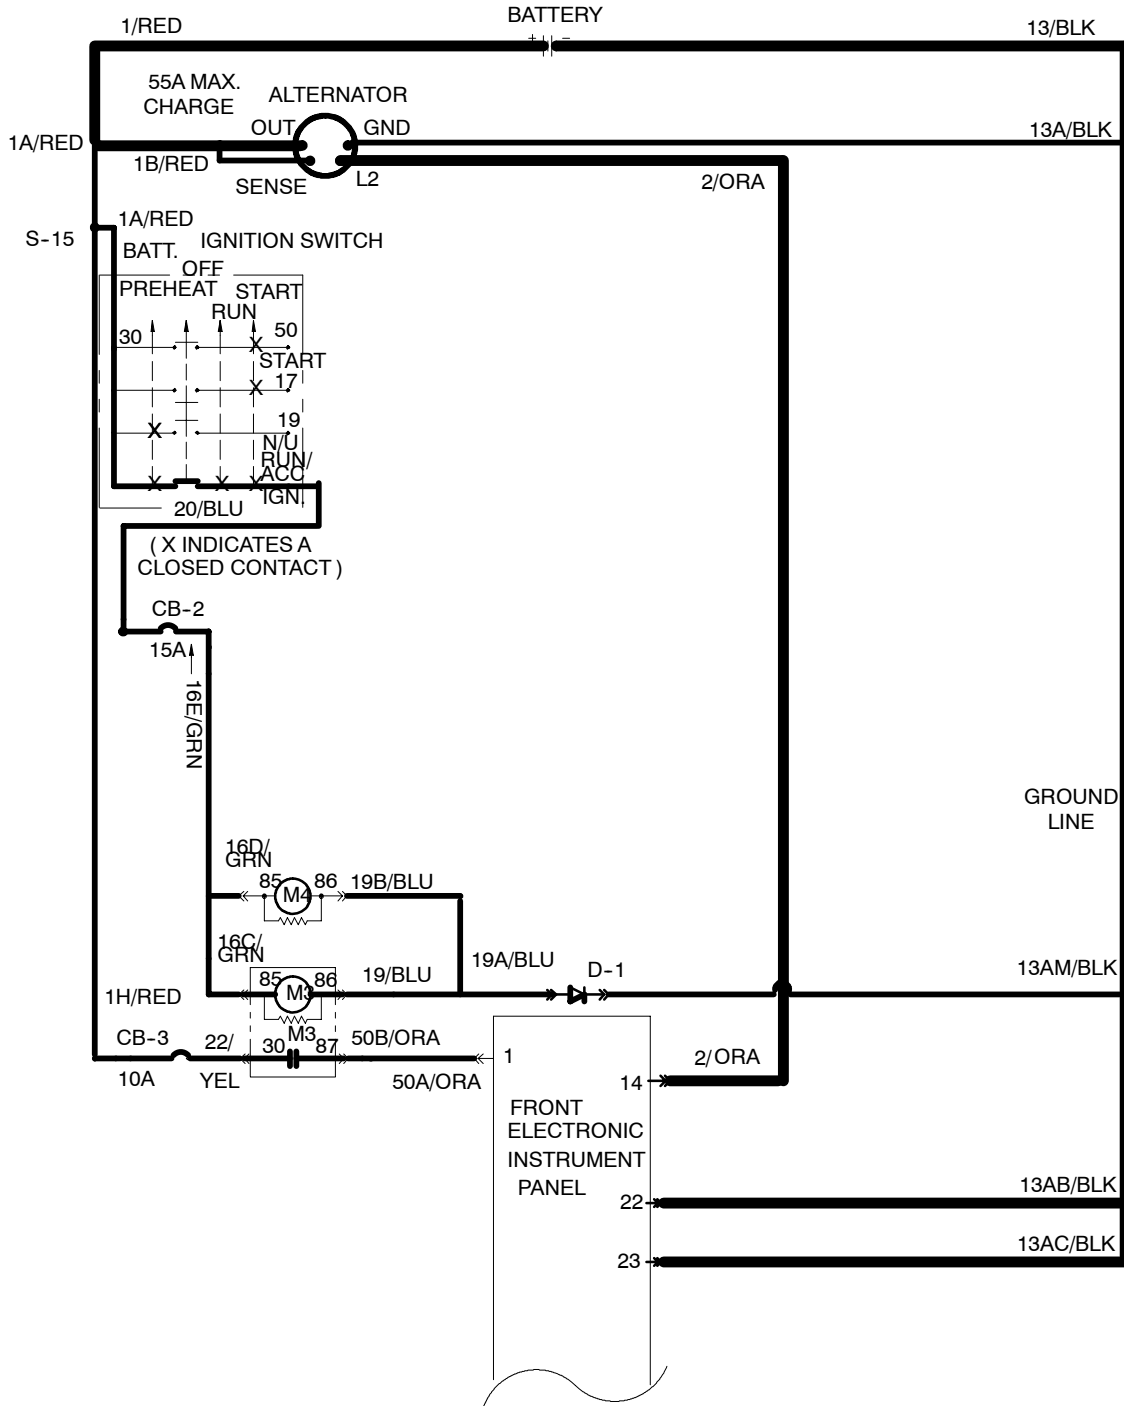 BATTERY
1/RED
+
−
13/BLK
55A MAX.
CHARGE
ALTERNATOR
OUT
GND
1A/RED
13A/BLK
1B/RED
SENSE
L2
2/ORA
1A/RED
S-15
BATT.
IGNITION SWITCH
OFF
PREHEAT
START
RUN
30
50
X
START
X
17
19
X
N/U
RUN/
ACC
X
X
X
IGN.
20/BLU
( X INDICATES A
CLOSED CONTACT )
CB-2
15A
16E/GRN
GROUND
LINE
16D/
GRN
85
M4
86
19B/BLU
16C/
GRN
85
M3
86
19/BLU
19A/BLU
D-1
13AM/BLK
1H/RED
CB-3
22/
M3
30
87
50B/ORA
1
2/ORA
10A
YEL
50A/ORA
14
FRONT
ELECTRONIC
INSTRUMENT
PANEL
22
13AB/BLK
23
13AC/BLK